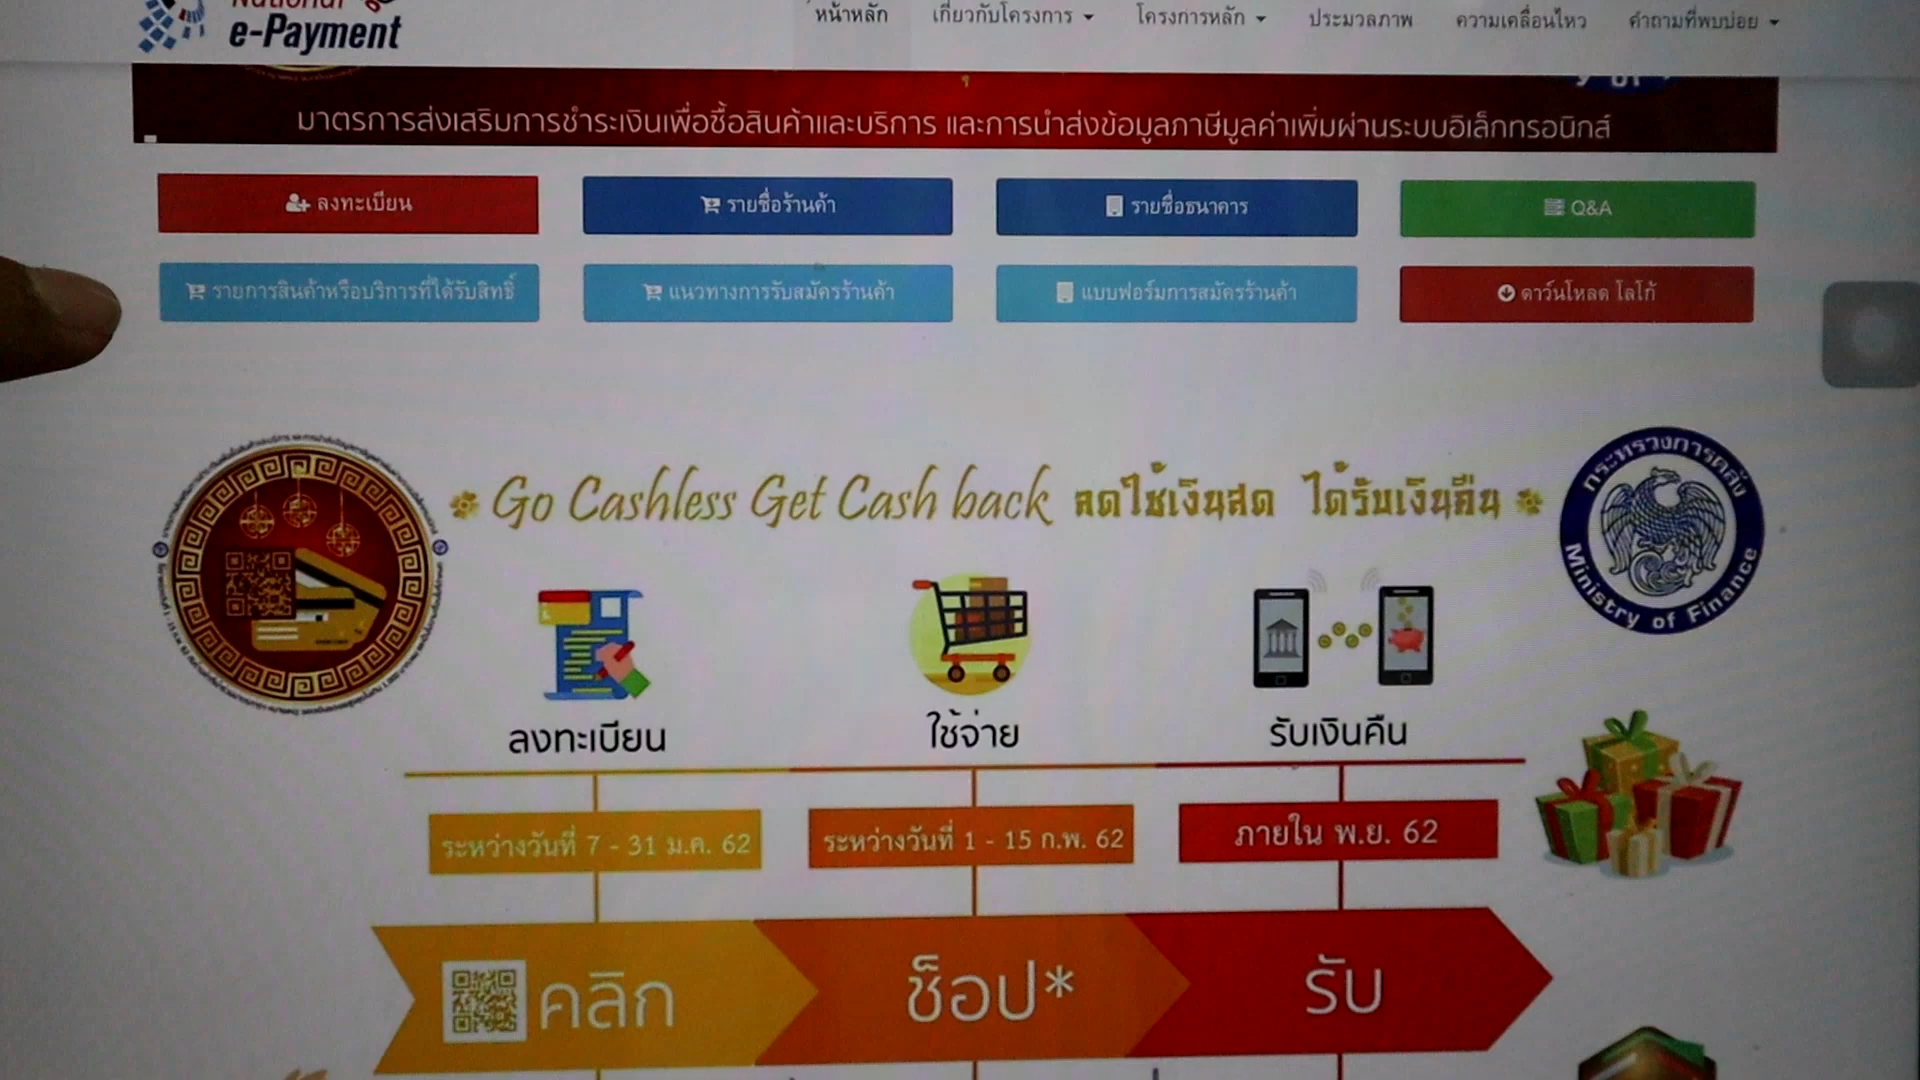 National
e-Payment
หน้าหลัก
เกี่ยวกับโครงการ
โครงการหลัก
ประมวลภาพ
ความเคลื่อนไหว
คำถามที่พบบ่อย
มาตรการส่งเสริมการชำระเงินเพื่อซื้อสินค้าและบริการ และการนำส่งข้อมูลภาษีมูลค่าเพิ่มผ่านระบบอิเล็กทรอนิกส์
ลงทะเบียน
รายชื่อร้านค้า
รายชื่อธนาคาร
Q&A
รายการสินค้าหรือบริการที่ได้รับสิทธิ์
แนวทางการรับสมัครร้านค้า
แบบฟอร์มการสมัครร้านค้า
ดาว์นโหลด โลโก้
Go Cashless Get Cash back ลดใช้เงินสด ได้รับเงินคืน
กระทรวงการคลัง
Ministry of Finance
ลงทะเบียน
ใช้จ่าย
รับเงินคืน
ระหว่างวันที่ 7 - 31 ม.ค. 62
ระหว่างวันที่ 1 - 15 ก.พ. 62
ภายใน พ.ย. 62
คลิก
ช็อป*
รับ